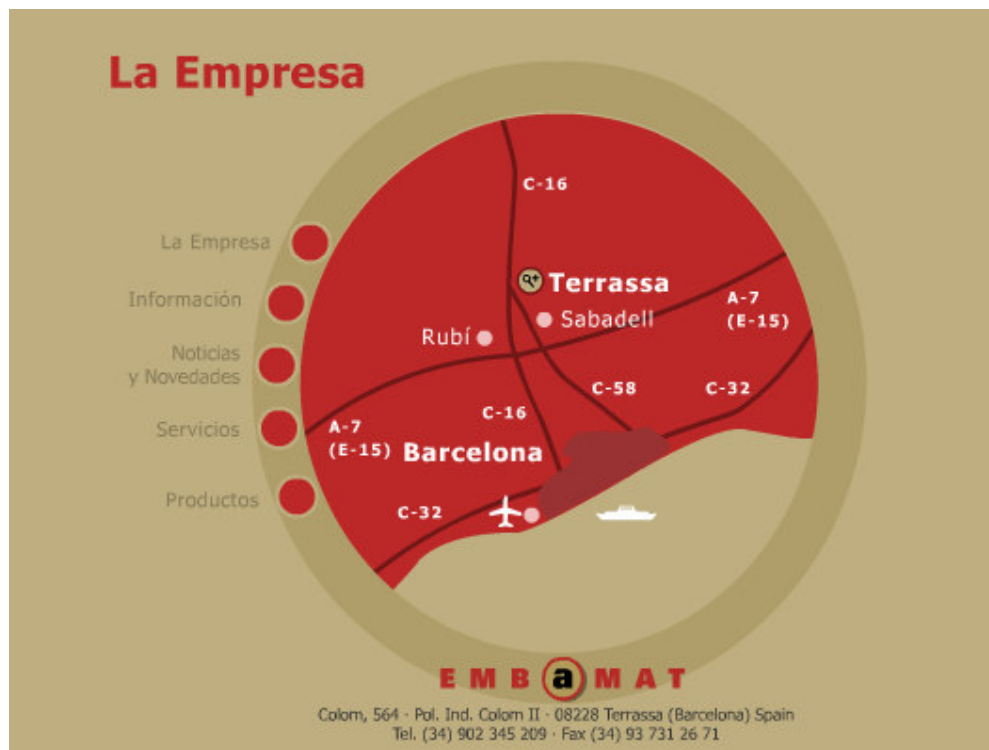 La Empresa
C-16
La Empresa
Terrassa
Información
A-7
(E-15)
Sabadell
Rubí
Noticias
y Novedades
C-58
C-32
C-16
Servicios
A-7
(E-15)
Barcelona
Productos
C-32
EMBaMAT
Colom, 564 · Pol. Ind. Colom II · 08228 Terrassa (Barcelona) Spain
Tel. (34) 902 345 209 · Fax (34) 93 731 26 71